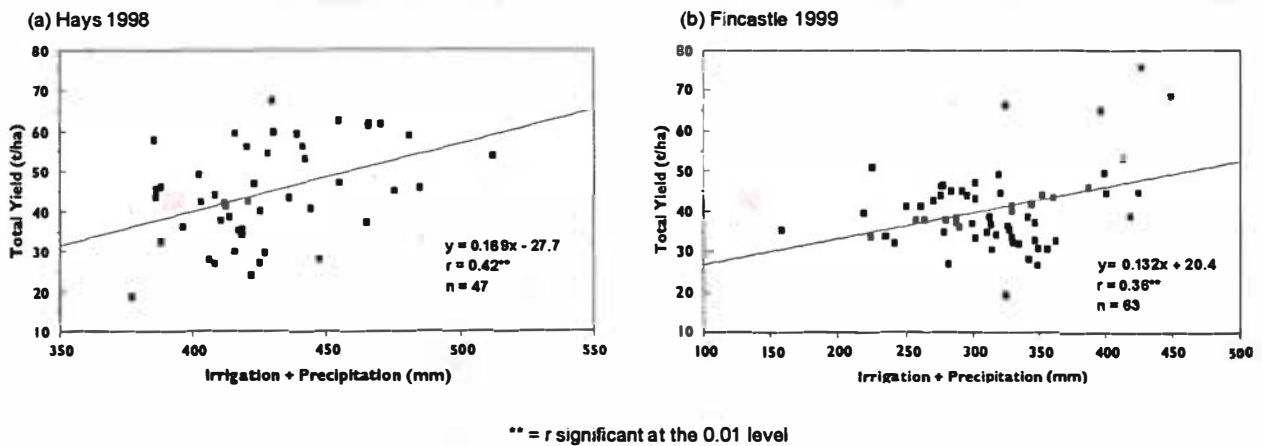 (a) Hays 1998
80
70
60
50
40
30
20
10
Total Yield (t/ha)
y = 0.169x - 27.7
r = 0.42**
n = 47
350 400 450 500 550
Irrigation + Precipitation (mm)
(b) Fincastle 1999
80
70
60
50
40
30
20
10
Total Yield (t/ha)
y= 0.132x + 20.4
r = 0.36**
n = 63
100 150 200 250 300 350 400 450 500
Irrigation + Precipitation (mm)
** = r significant at the 0.01 level